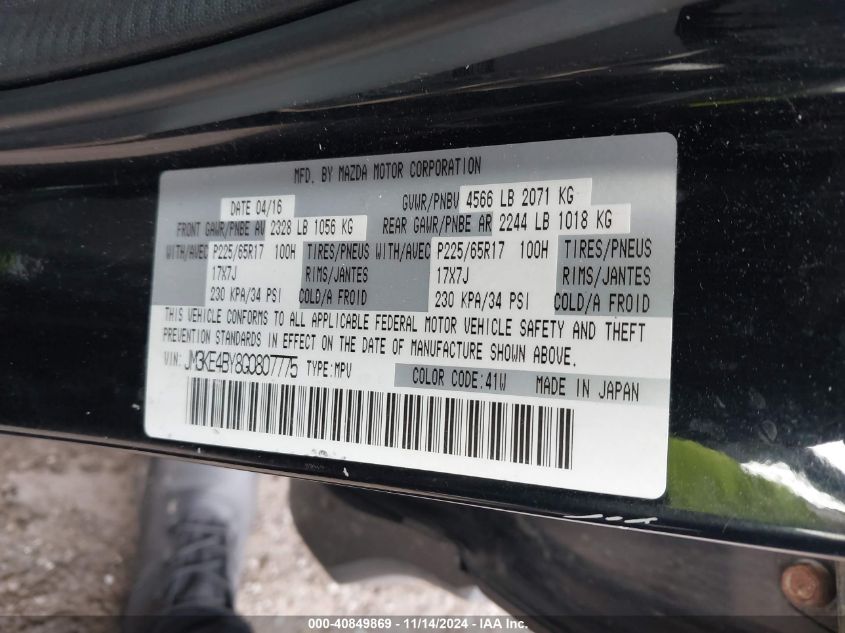 MFD. BY MAZDA MOTOR CORPORATION
DATE 04/16 GVWR/PNBV 4566 LB 2071 KG
FRONT GAWR/PNBE AV 2328 LB 1056 KG REAR GAWR/PNBE AR 2244 LB 1018 KG
WITH/AVEC P225/65R17 100H TIRES/PNEUS WITH/AVEC P225/65R17 100H TIRES/PNEUS
17X7J RIMS/JANTES 17X7J RIMS/JANTES
230 KPA/34 PSI COLD/A FROID 230 KPA/34 PSI COLD/A FROID
THIS VEHICLE CONFORMS TO ALL APPLICABLE FEDERAL MOTOR VEHICLE SAFETY AND THEFT
PREVENTION STANDARDS IN EFFECT ON THE DATE OF MANUFACTURE SHOWN ABOVE.
VIN: JM3KE4BY8G0807775 TYPE:MPV COLOR CODE:41W MADE IN JAPAN
000-40849869 - 11/14/2024 - IAA Inc.